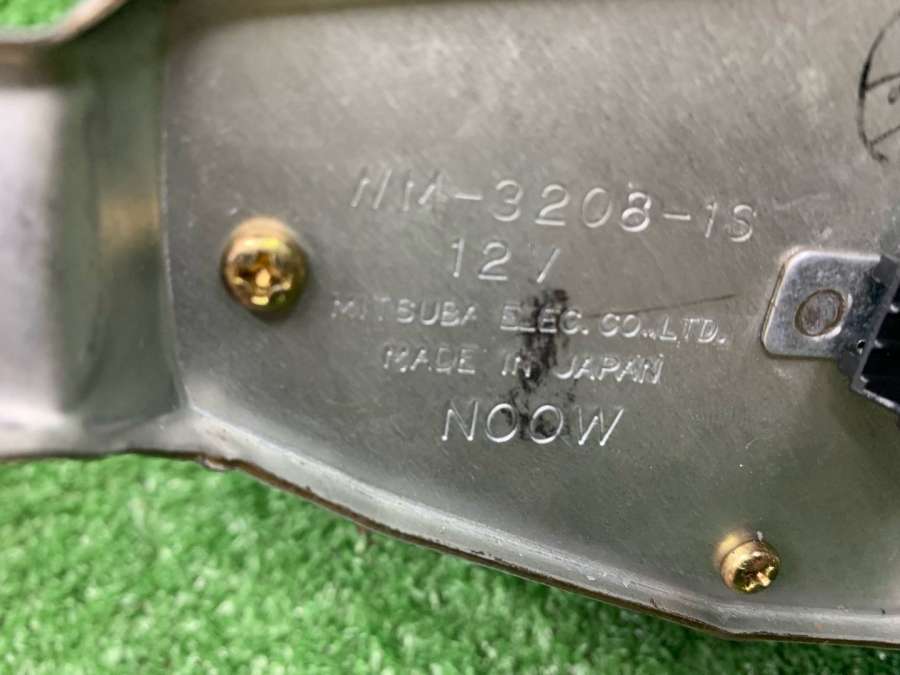 WM-3208-1S
12V
MITSUBA ELEC. CO.,LTD.
MADE IN JAPAN
NOOW